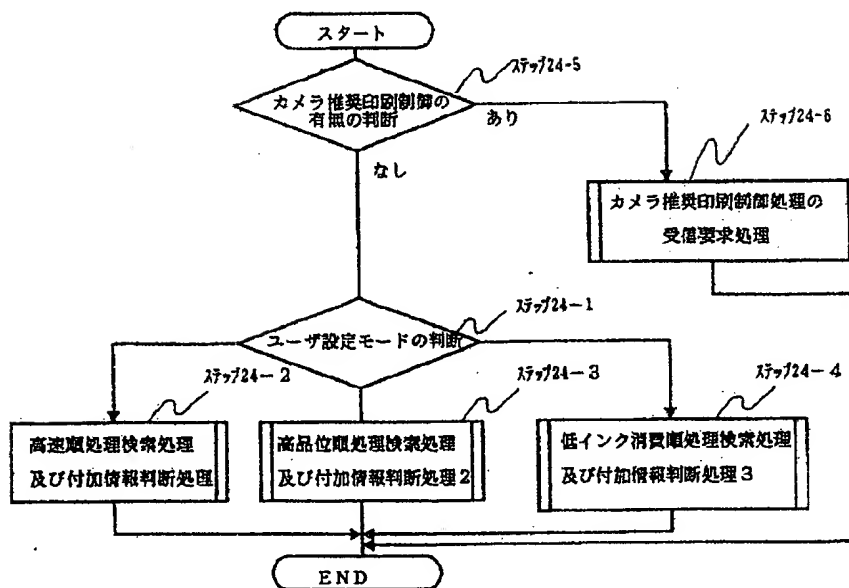 スタート
ステップ24-5
カメラ推奨印刷制御の
有無の判断
あり
なし
ステップ24-6
カメラ推奨印刷制御処理の
受信要求処理
ステップ24-1
ユーザ設定モードの判断
ステップ24-2
ステップ24-3
ステップ24-4
高速順処理検索処理
及び付加情報判断処理
高品位順処理検索処理
及び付加情報判断処理2
低インク消費順処理検索処理
及び付加情報判断処理3
END